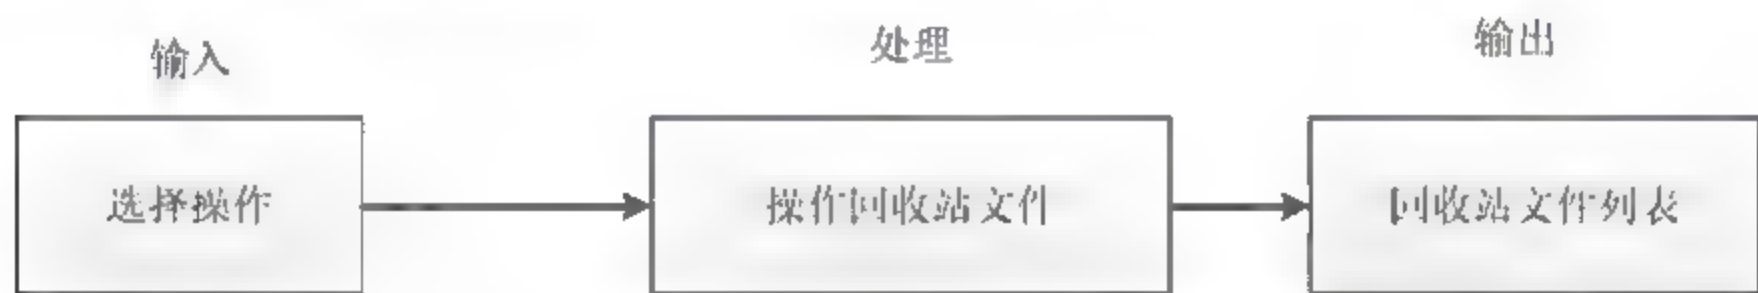 输入
处理
输出
选择操作
操作回收站文件
回收站文件列表